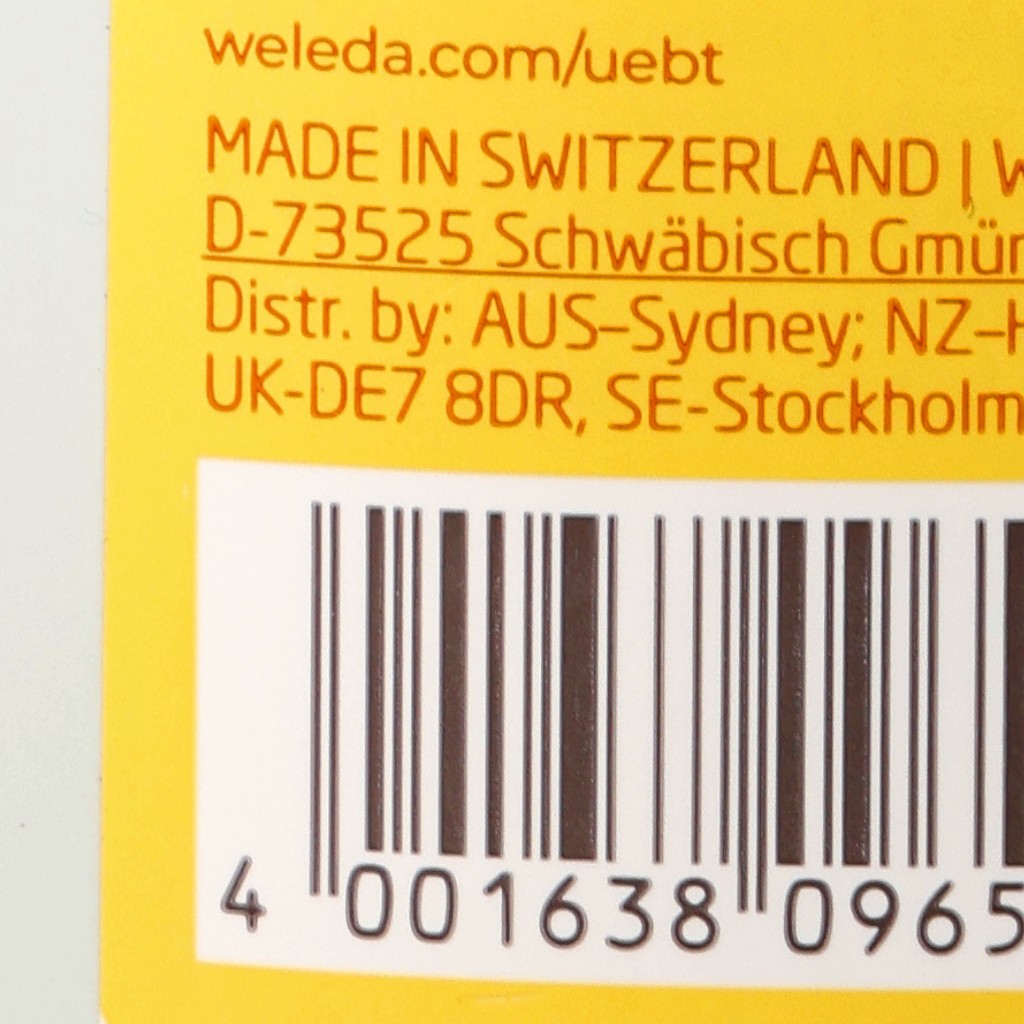 weleda.com/uebt
MADE IN SWITZERLAND | W
D-73525 Schwäbisch Gmün
Distr. by: AUS–Sydney; NZ–H
UK-DE7 8DR, SE-Stockholm
4 001638 0965